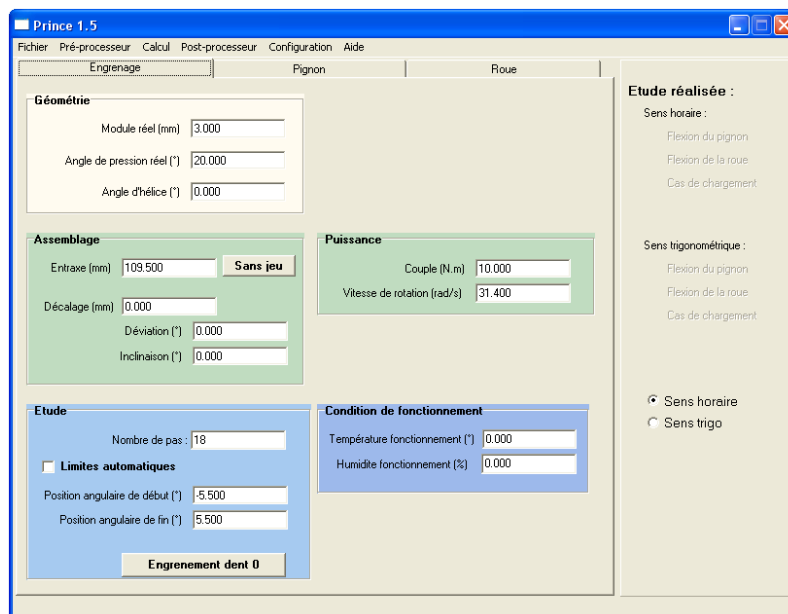 Prince 1.5
Fichier Pré-processeur Calcul Post-processeur Configuration Aide
Engrenage Pignon Roue
Géométrie
Module réel (mm) 3.000
Angle de pression réel (°) 20.000
Angle d'hélice (°) 0.000
Assemblage
Entraxe (mm) 109.500 Sans jeu
Décalage (mm) 0.000
Déviation (°) 0.000
Inclinaison (°) 0.000
Puissance
Couple (N.m) 10.000
Vitesse de rotation (rad/s) 31.400
Etude
Nombre de pas : 18
Limites automatiques
Position angulaire de début (°) -5.500
Position angulaire de fin (°) 5.500
Engrenement dent 0
Condition de fonctionnement
Température fonctionnement (°) 0.000
Humidite fonctionnement (%) 0.000
Etude réalisée :
Sens horaire :
Flexion du pignon
Flexion de la roue
Cas de chargement
Sens trigonométrique :
Flexion du pignon
Flexion de la roue
Cas de chargement
Sens horaire
Sens trigo